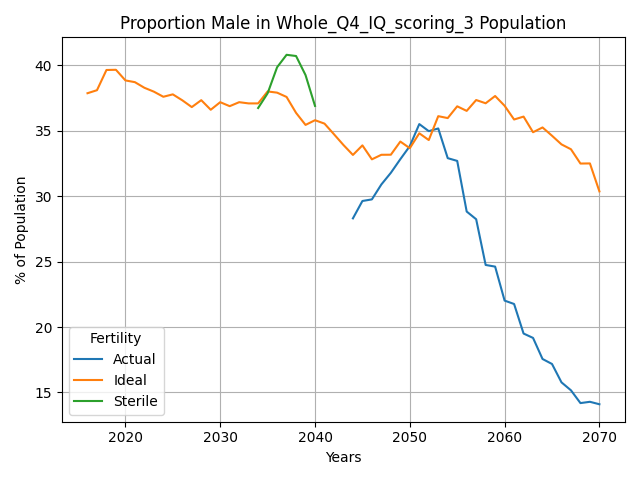 Proportion Male in Whole_Q4_IQ_scoring_3 Population
% of Population
40
35
30
25
20
15
Fertility
Actual
Ideal
Sterile
2020
2030
2040
2050
2060
2070
Years